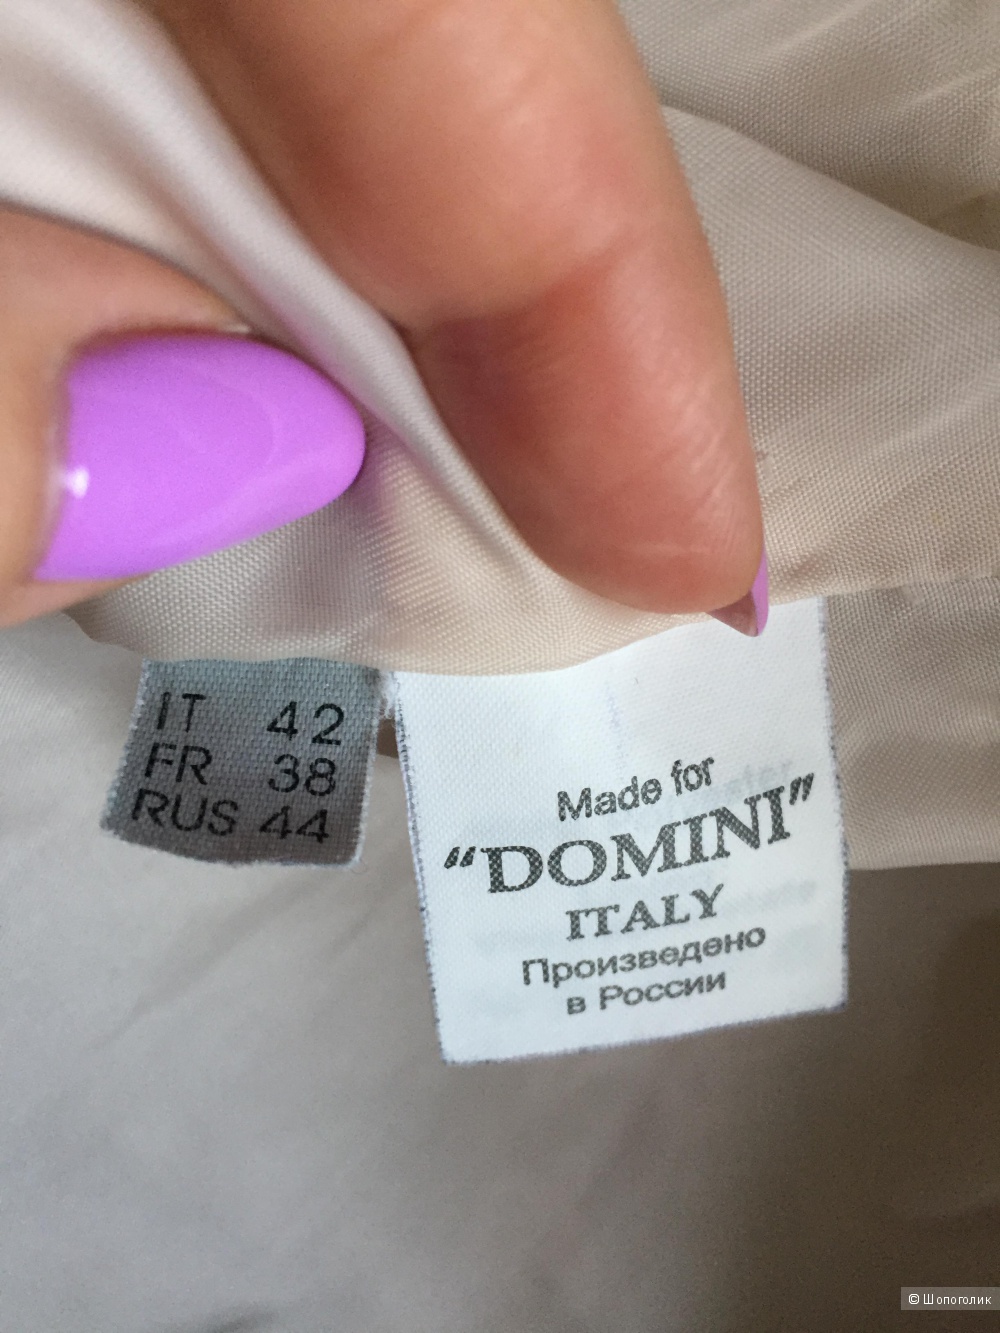 IT 42
FR 38
RUS 44
Made for
"DOMINI"
ITALY
Произведено
в России
© Шопоголик